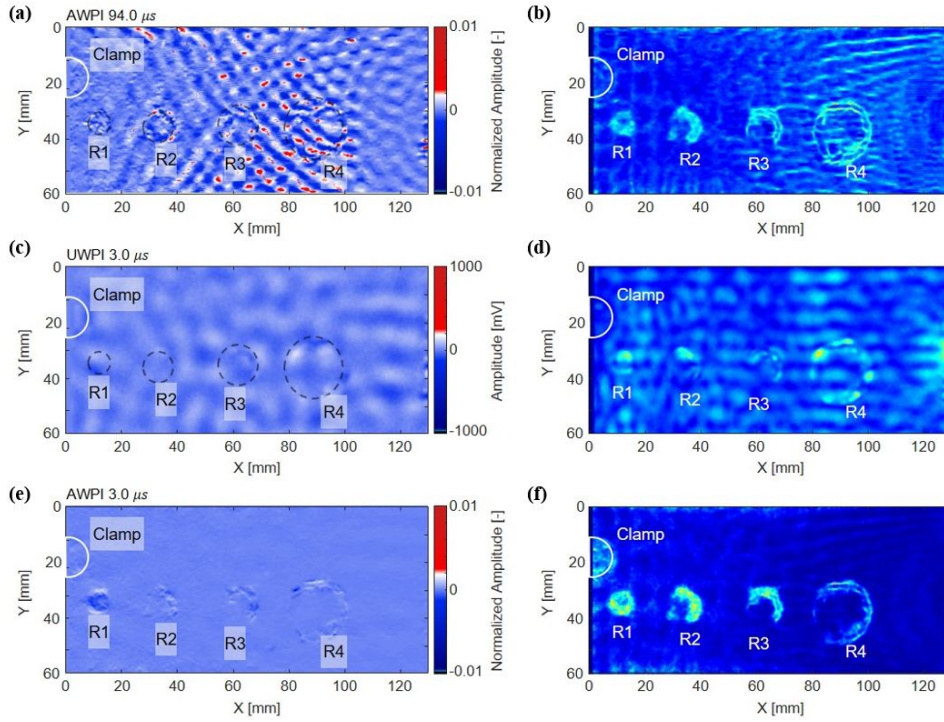 (a) AWPI 94.0 μs
0
20
40
60
Y [mm]
Clamp
R1
R2
R3
R4
0 20 40 60 80 100 120
X [mm]
0.01
0
-0.01
Normalized Amplitude [-]
(b)
0
20
40
60
Y [mm]
Clamp
R1
R2
R3
R4
0 20 40 60 80 100 120
X [mm]
(c) UWPI 3.0 μs
0
20
40
60
Y [mm]
Clamp
R1
R2
R3
R4
0 20 40 60 80 100 120
X [mm]
1000
0
-1000
Amplitude [mV]
(d)
0
20
40
60
Y [mm]
Clamp
R1
R2
R3
R4
0 20 40 60 80 100 120
X [mm]
(e) AWPI 3.0 μs
0
20
40
60
Y [mm]
Clamp
R1
R2
R3
R4
0 20 40 60 80 100 120
X [mm]
0.01
0
-0.01
Normalized Amplitude [-]
(f)
0
20
40
60
Y [mm]
Clamp
R1
R2
R3
R4
0 20 40 60 80 100 120
X [mm]